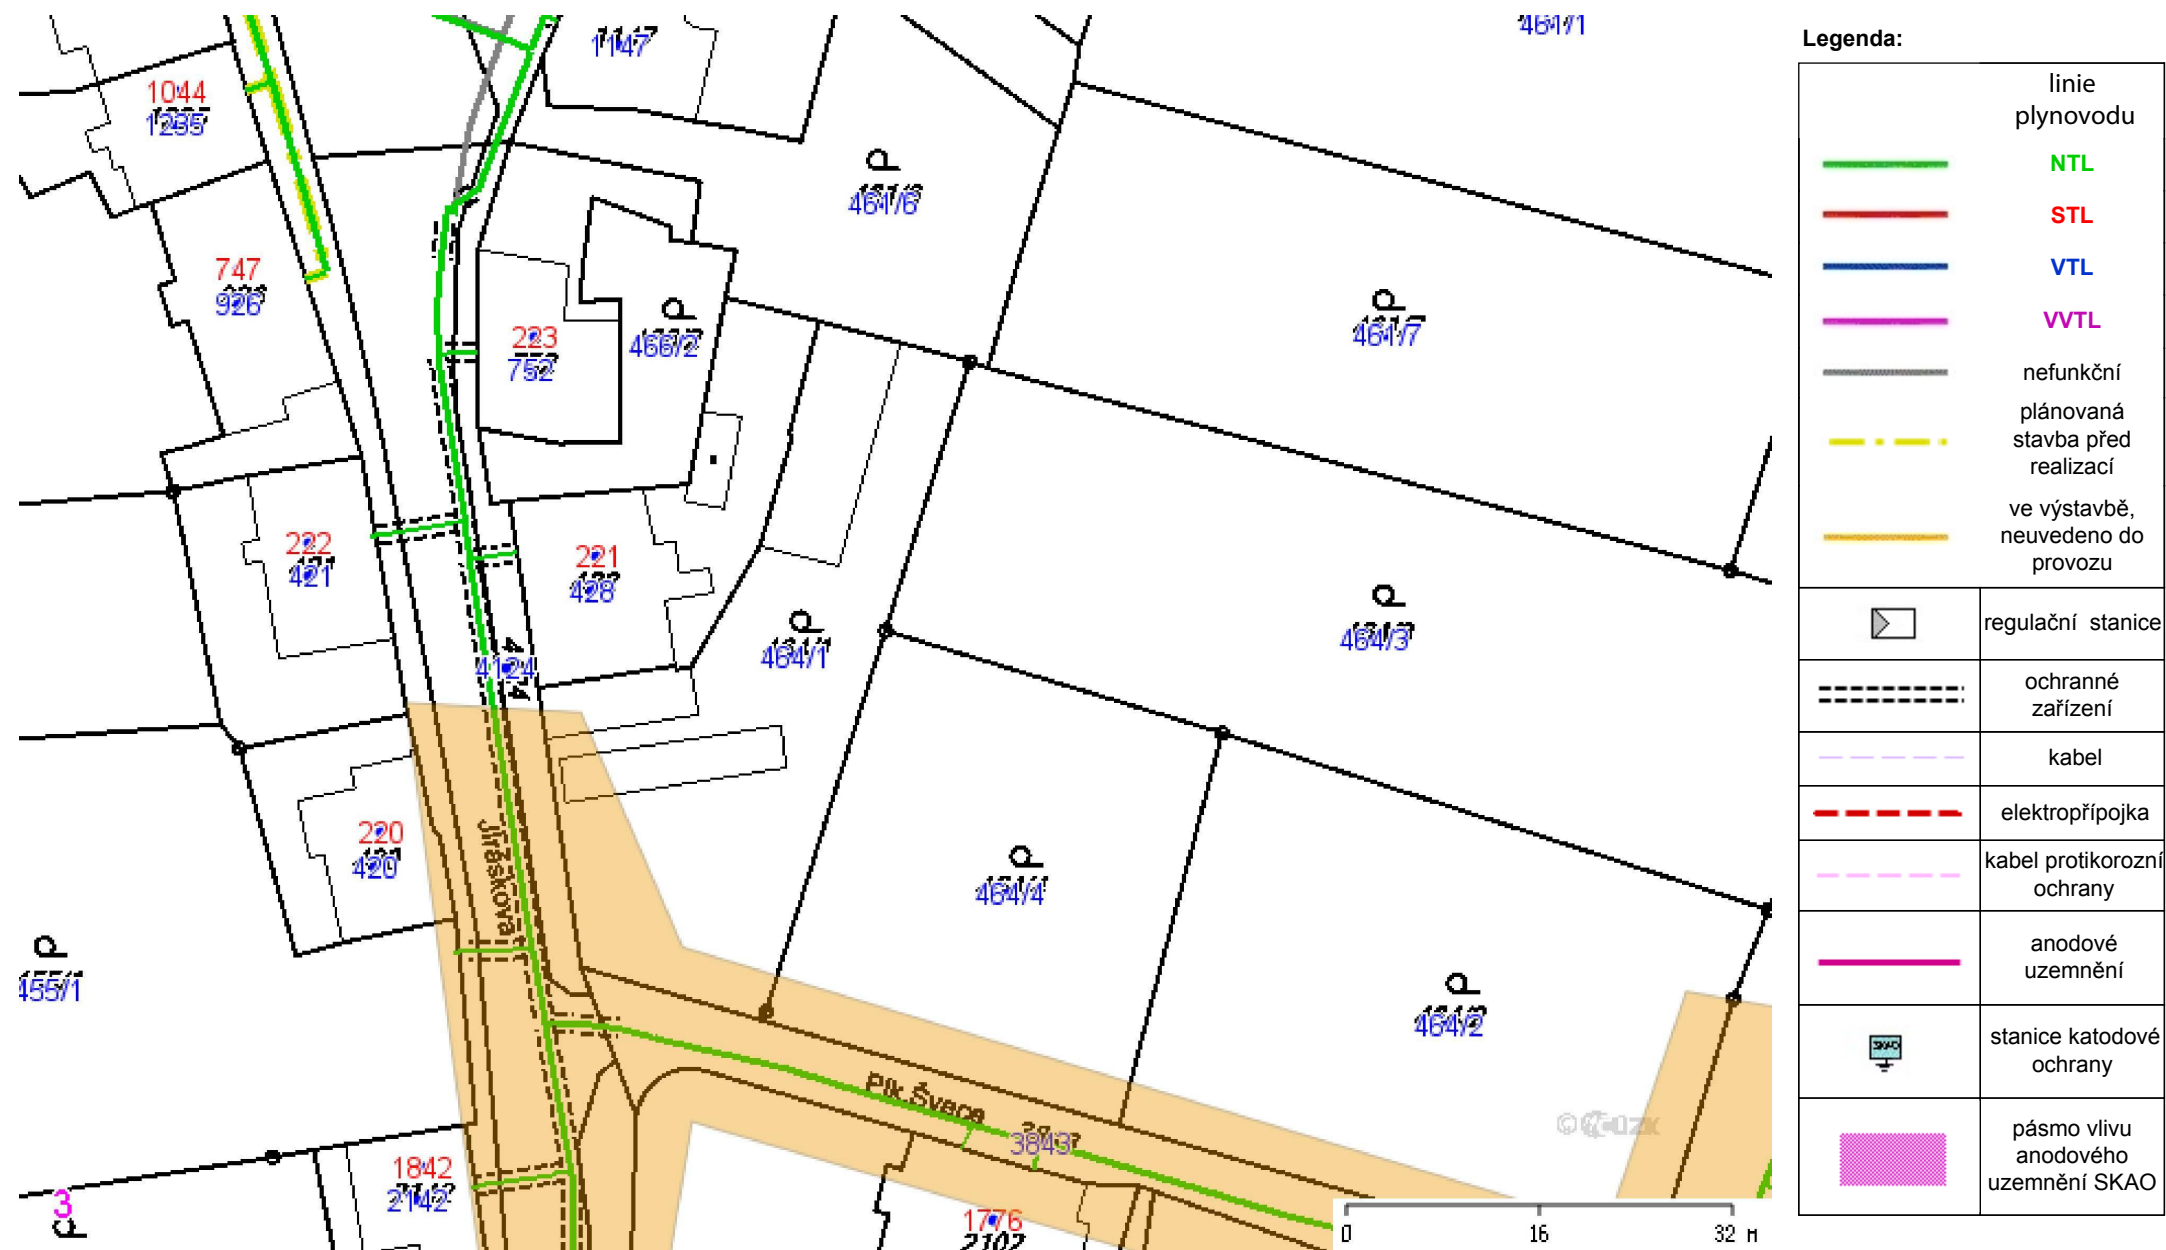 1147
461/1
1044
1295
461/6
747
926
223
752
466/2
461/7
222
421
221
428
464/1
464/3
4124
220
420
Jiráskova
464/4
455/1
464/2
Plk.Švece
3843
1842
2142
3
1776
2102
0 16 32 M
Legenda:
linie
plynovodu
NTL
STL
VTL
VVTL
nefunkční
plánovaná
stavba před
realizací
ve výstavbě,
neuvedeno do
provozu
regulační stanice
ochranné
zařízení
kabel
elektropřípojka
kabel protikorozní
ochrany
anodové
uzemnění
SKAO
stanice katodové
ochrany
pásmo vlivu
anodového
uzemnění SKAO